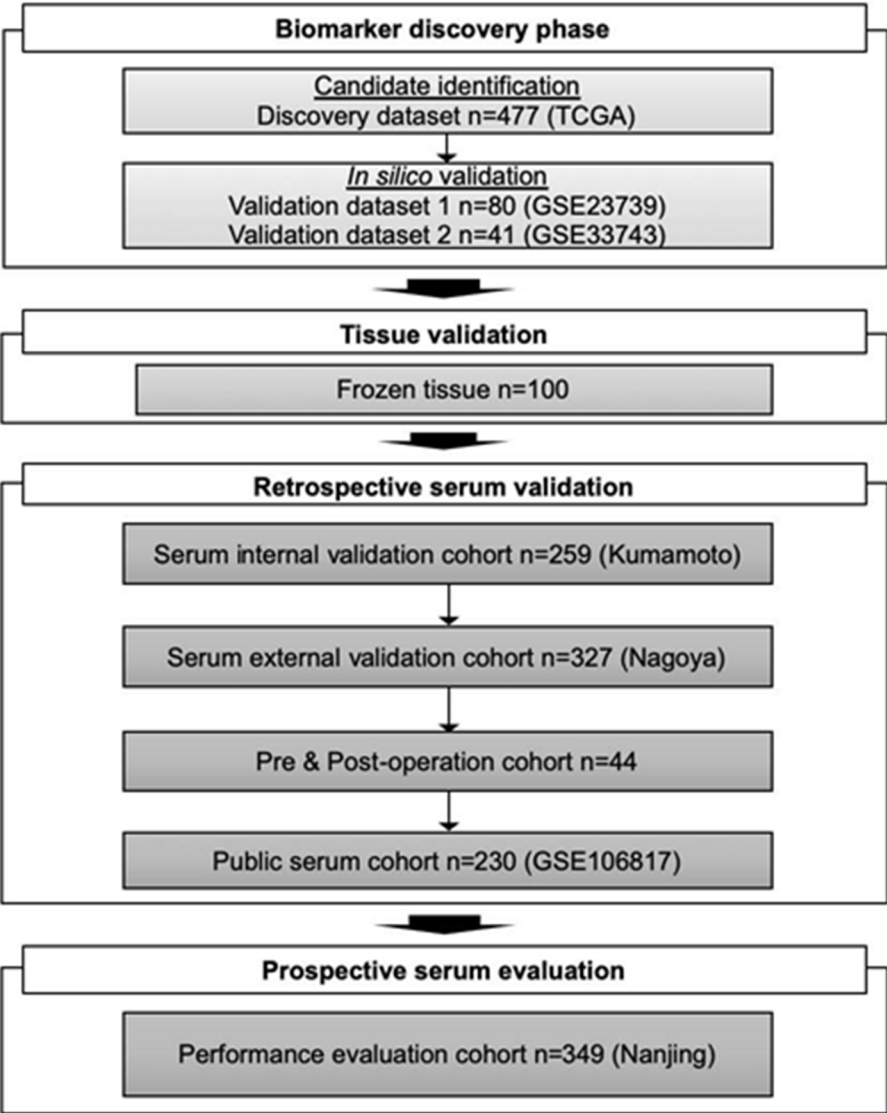 Biomarker discovery phase
Candidate identification
Discovery dataset n=477 (TCGA)
In silico validation
Validation dataset 1 n=80 (GSE23739)
Validation dataset 2 n=41 (GSE33743)
Tissue validation
Frozen tissue n=100
Retrospective serum validation
Serum internal validation cohort n=259 (Kumamoto)
Serum external validation cohort n=327 (Nagoya)
Pre & Post-operation cohort n=44
Public serum cohort n=230 (GSE106817)
Prospective serum evaluation
Performance evaluation cohort n=349 (Nanjing)